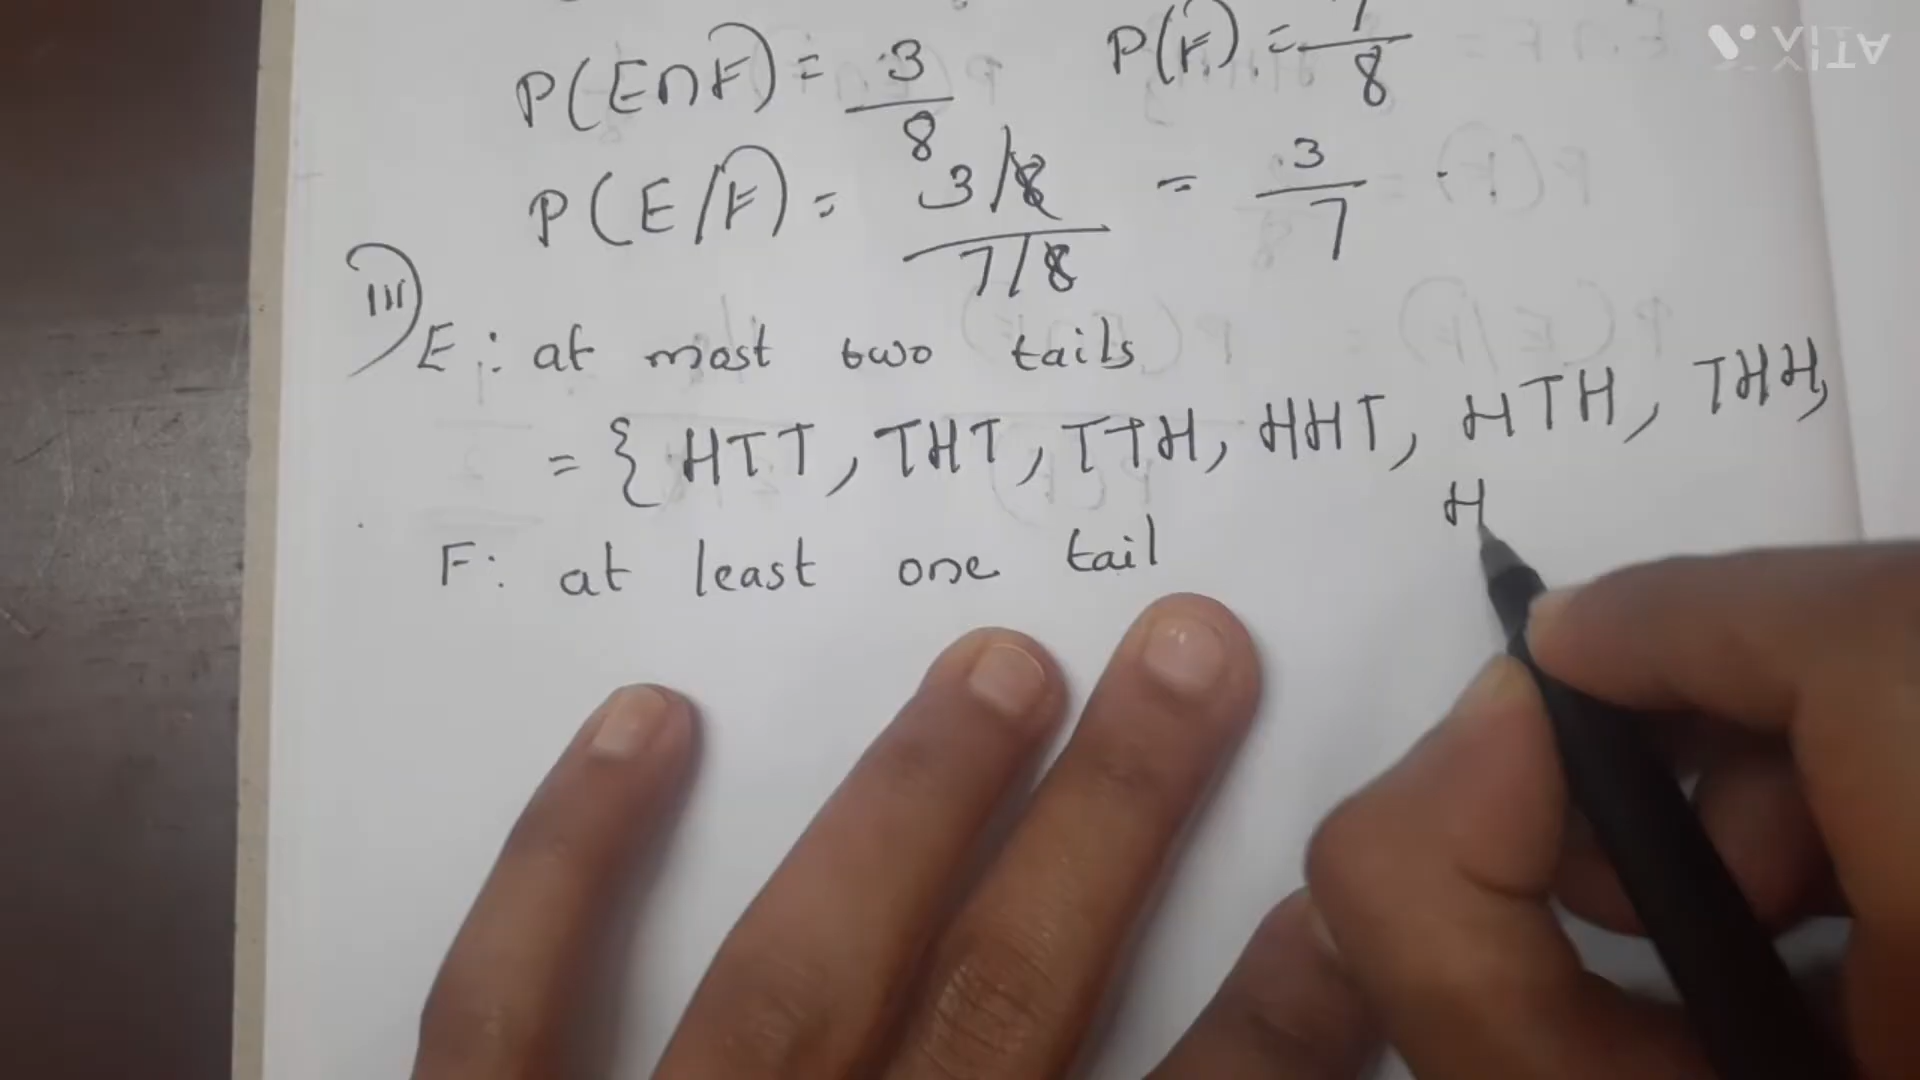 P(E∩F) = 3/8 P(F) = 7/8
P(E/F) = 3/8 / 7/8 = 3/7 .
iii) E : at most two tails
= { HTT , THT , TTH , HHT , HTH , THH ,
H
F : at least one tail
VITA